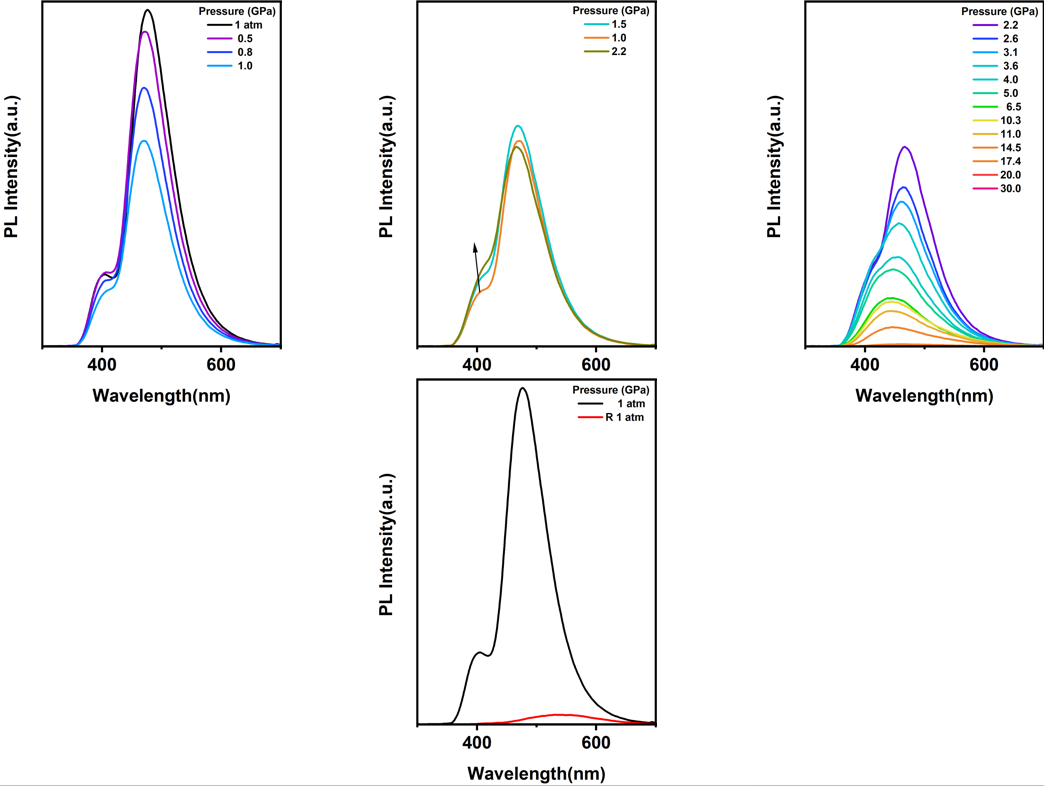 Pressure (GPa)
1 atm
0.5
0.8
1.0
PL Intensity(a.u.)
400
600
Wavelength(nm)
Pressure (GPa)
1.5
1.0
2.2
PL Intensity(a.u.)
400
600
Wavelength(nm)
Pressure (GPa)
2.2
2.6
3.1
3.6
4.0
5.0
6.5
10.3
11.0
14.5
17.4
20.0
30.0
PL Intensity(a.u.)
400
600
Wavelength(nm)
Pressure (GPa)
1 atm
R 1 atm
PL Intensity(a.u.)
400
600
Wavelength(nm)